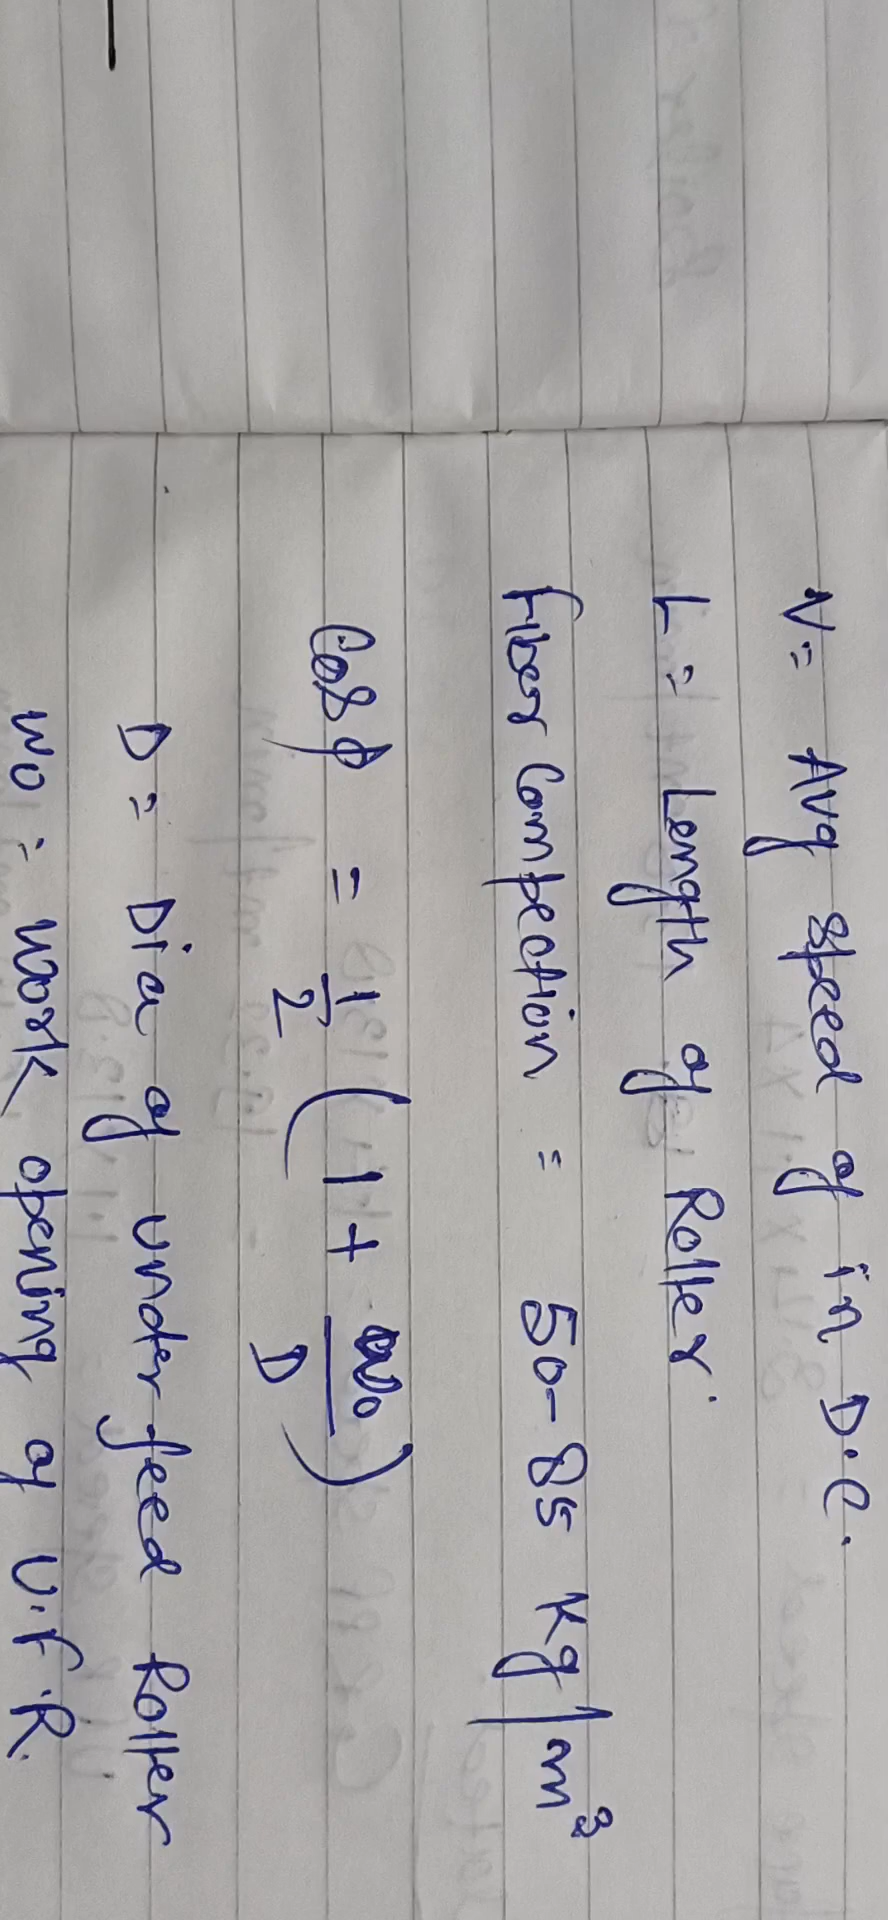 V = Avg speed of in D.C.
L = Length of Roller.
Fiber Compection = 50-85 Kg/m³
Cos φ = 1/2 (1 + wo/D)
D = Dia of under feed Roller
wo = work opening of U.F.R.